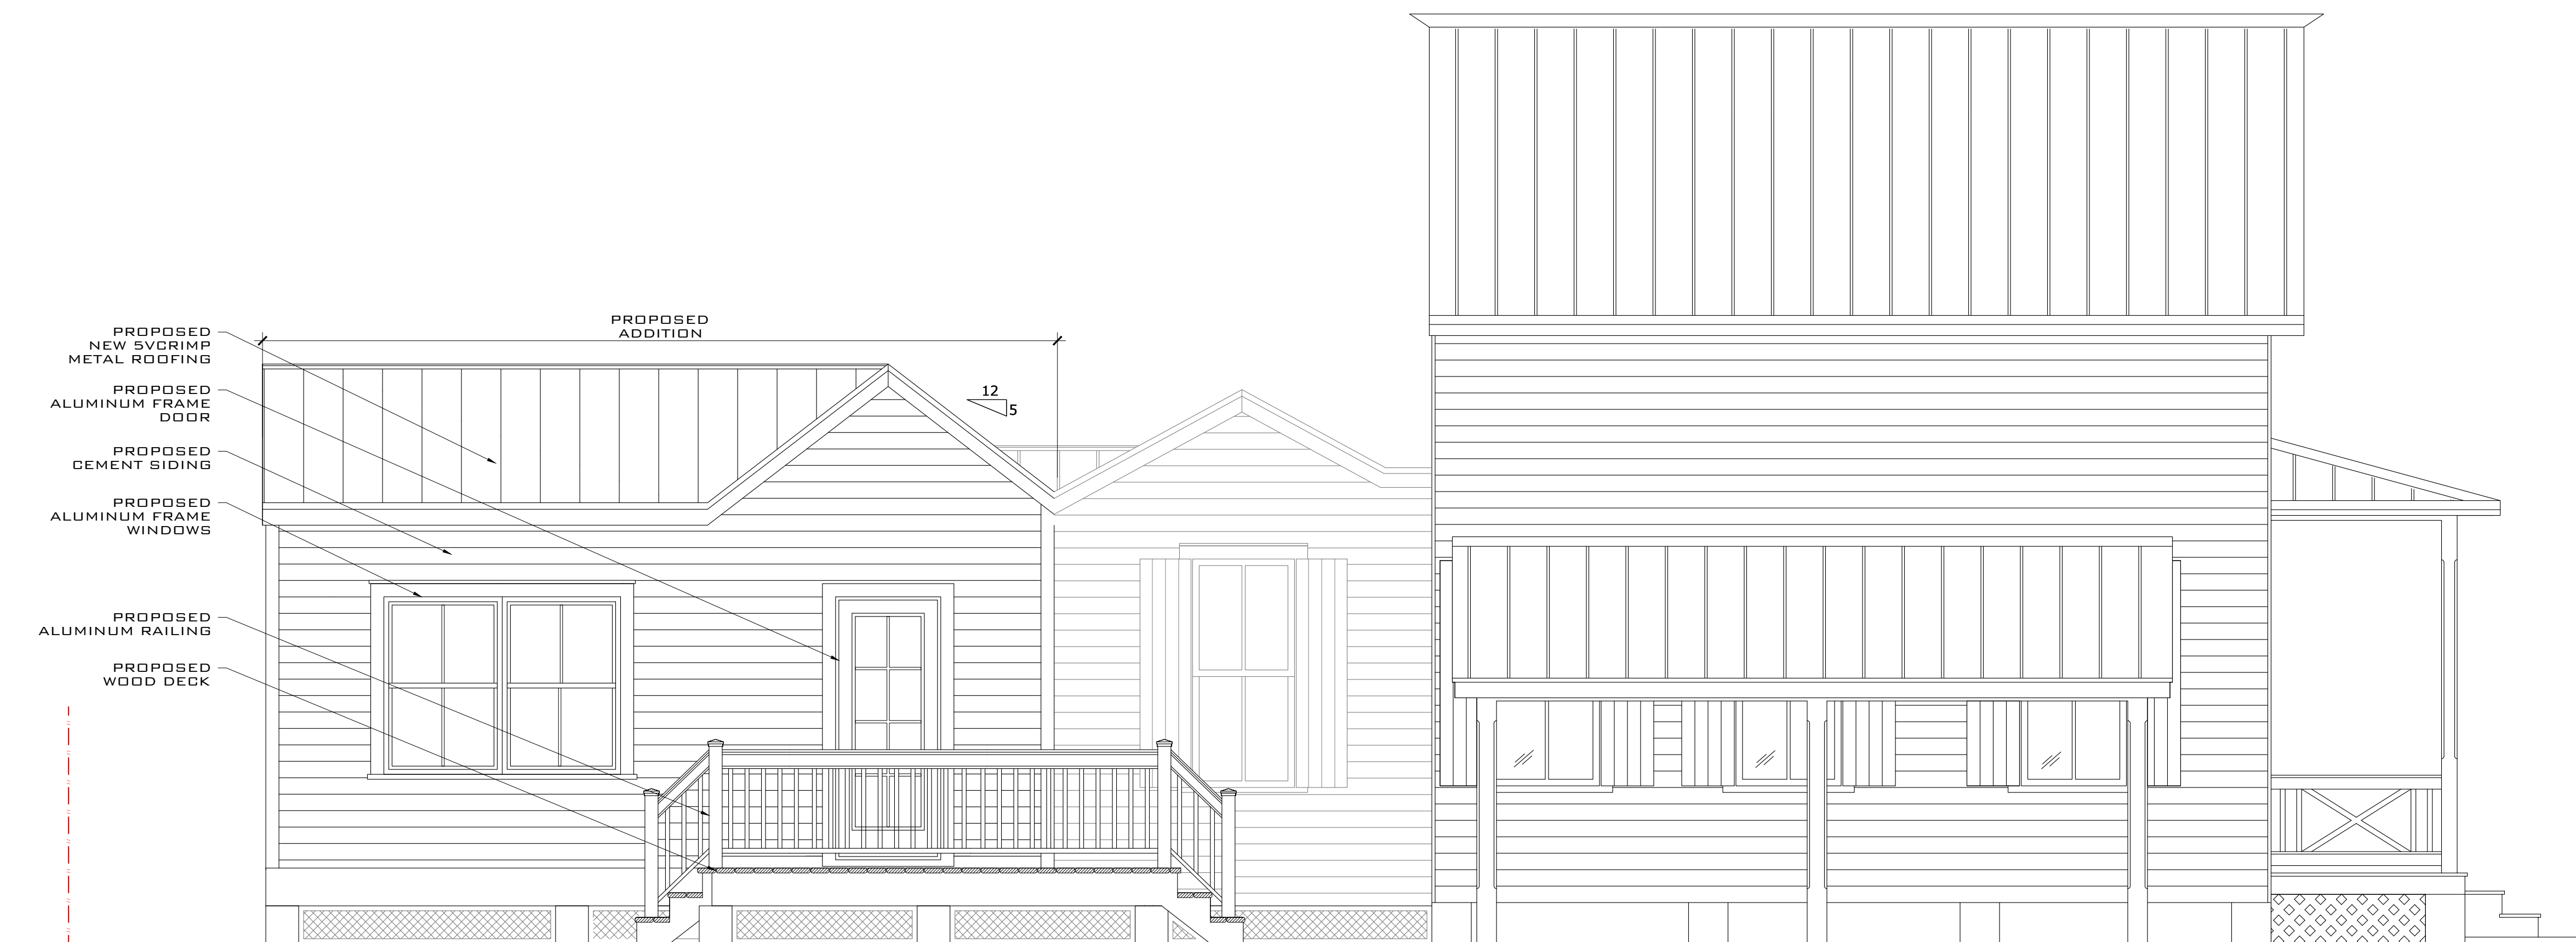 PROPOSED
ADDITION
PROPOSED
NEW 5VCRIMP
METAL ROOFING
PROPOSED
ALUMINUM FRAME
DOOR
12
5
PROPOSED
CEMENT SIDING
PROPOSED
ALUMINUM FRAME
WINDOWS
PROPOSED
ALUMINUM RAILING
PROPOSED
WOOD DECK